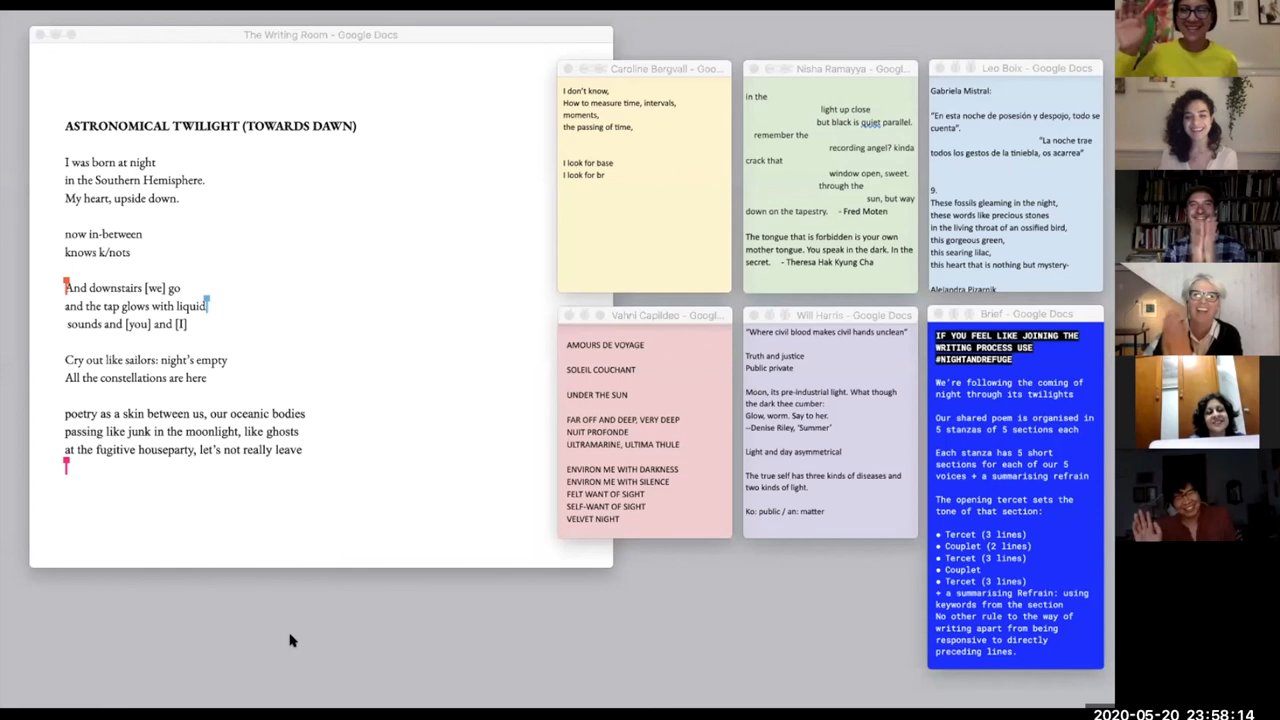 The Writing Room - Google Docs
ASTRONOMICAL TWILIGHT (TOWARDS DAWN)
I was born at night
in the Southern Hemisphere.
My heart, upside down.
now in-between
knows k/nots
And downstairs [we] go
and the tap glows with liquid
sounds and [you] and [I]
Cry out like sailors: night's empty
All the constellations are here
poetry as a skin between us, our oceanic bodies
passing like junk in the moonlight, like ghosts
at the fugitive houseparty, let's not really leave
Caroline Bergvall - Goo...
I don't know,
How to measure time, intervals,
moments,
the passing of time,
I look for base
I look for br
Nisha Ramayya - Googl...
in the
light up close
but black is quiet parallel.
remember the
recording angel? kinda
crack that
window open, sweet.
through the
sun, but way
down on the tapestry. - Fred Moten
The tongue that is forbidden is your own
mother tongue. You speak in the dark. In the
secret. - Theresa Hak Kyung Cha
Leo Boix - Google Docs
Gabriela Mistral:
"En esta noche de posesión y despojo, todo se
cuenta".
"La noche trae
todos los gestos de la tiniebla, os acarrea"
9.
These fossils gleaming in the night,
these words like precious stones
in the living throat of an ossified bird,
this gorgeous green,
this searing lilac,
this heart that is nothing but mystery-
Alejandra Pizarnik
Vahni Capildeo - Googl...
AMOURS DE VOYAGE
SOLEIL COUCHANT
UNDER THE SUN
FAR OFF AND DEEP, VERY DEEP
NUIT PROFONDE
ULTRAMARINE, ULTIMA THULE
ENVIRON ME WITH DARKNESS
ENVIRON ME WITH SILENCE
FELT WANT OF SIGHT
SELF-WANT OF SIGHT
VELVET NIGHT
Will Harris - Google Docs
"Where civil blood makes civil hands unclean"
Truth and justice
Public private
Moon, its pre-industrial light. What though
the dark thee cumber:
Glow, worm. Say to her.
--Denise Riley, 'Summer'
Light and day asymmetrical
The true self has three kinds of diseases and
two kinds of light.
Ko: public / an: matter
Brief - Google Docs
IF YOU FEEL LIKE JOINING THE
WRITING PROCESS USE
#NIGHTANDREFUGE
We're following the coming of
night through its twilights
Our shared poem is organised in
5 stanzas of 5 sections each
Each stanza has 5 short
sections for each of our 5
voices + a summarising refrain
The opening tercet sets the
tone of that section:
● Tercet (3 lines)
● Couplet (2 lines)
● Tercet (3 lines)
● Couplet
● Tercet (3 lines)
+ a summarising Refrain: using
keywords from the section
No other rule to the way of
writing apart from being
responsive to directly
preceding lines.
2020-05-20 23:58:14